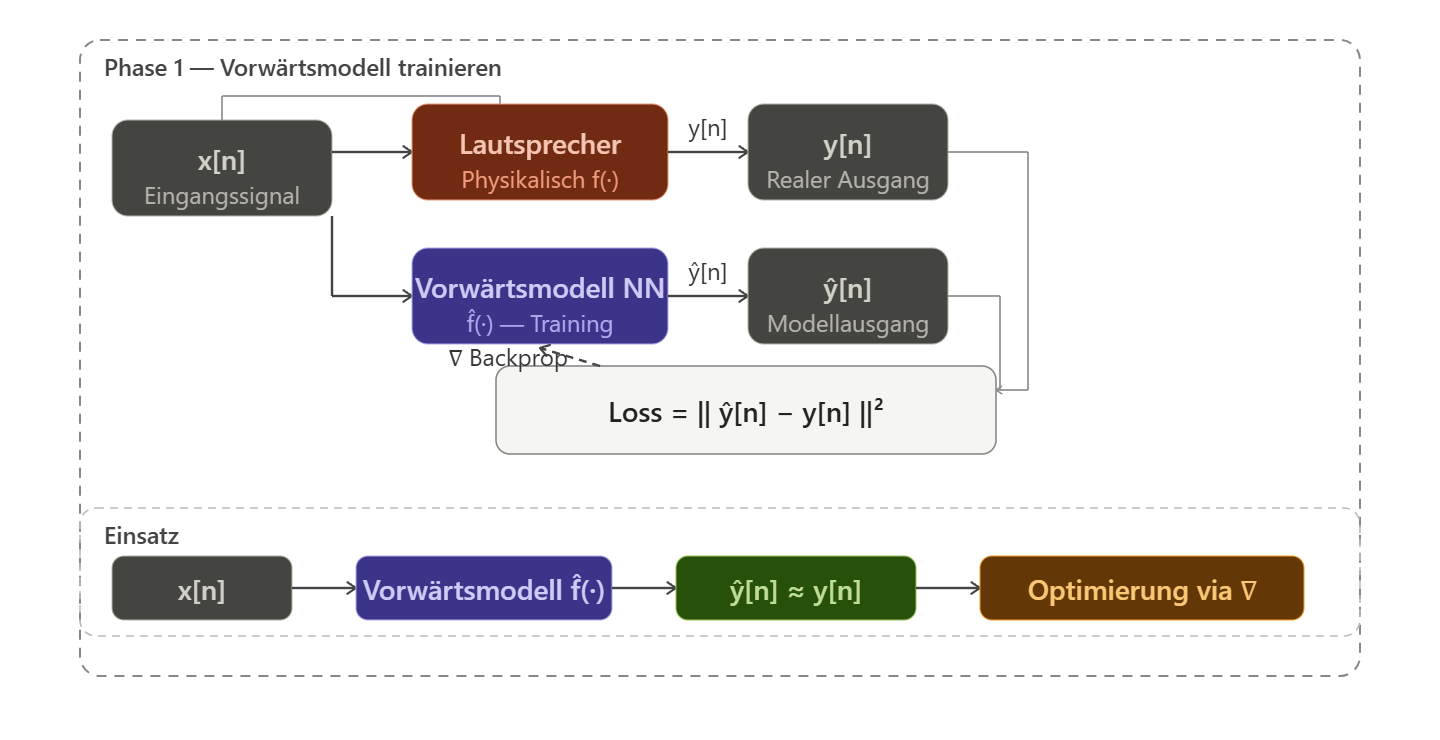 Phase 1 — Vorwärtsmodell trainieren
x[n]
Eingangssignal
Lautsprecher
Physikalisch f(·)
y[n]
y[n]
Realer Ausgang
Vorwärtsmodell NN
f̂(·) — Training
ŷ[n]
ŷ[n]
Modellausgang
∇ Backprop
Loss = ‖ ŷ[n] − y[n] ‖²
Einsatz
x[n]
Vorwärtsmodell f̂(·)
ŷ[n] ≈ y[n]
Optimierung via ∇